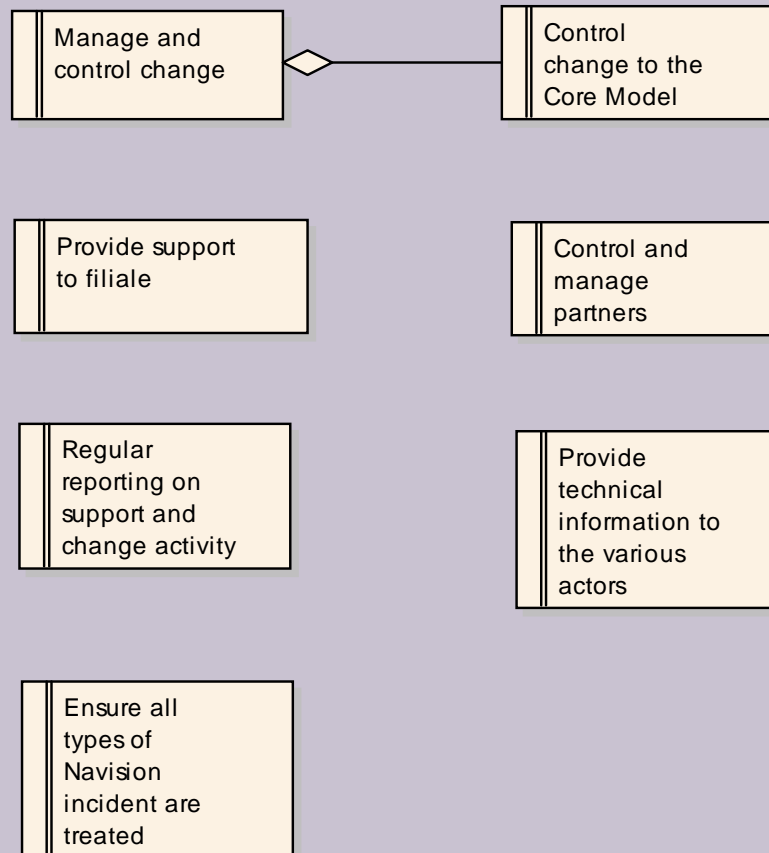 Manage and
control change
Control
change to the
Core Model
Provide support
to filiale
Control and
manage
partners
Regular
reporting on
support and
change activity
Provide
technical
information to
the various
actors
Ensure all
types of
Navision
incident are
treated